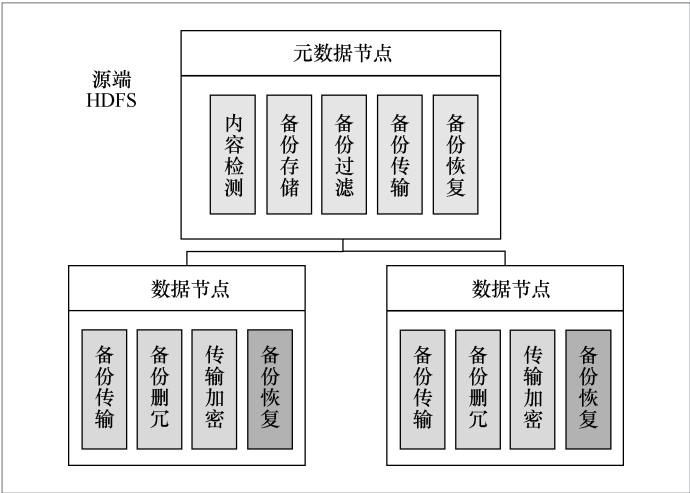 元数据节点
源端
HDFS
内容检测
备份存储
备份过滤
备份传输
备份恢复
数据节点
备份传输
备份删冗
传输加密
备份恢复
数据节点
备份传输
备份删冗
传输加密
备份恢复